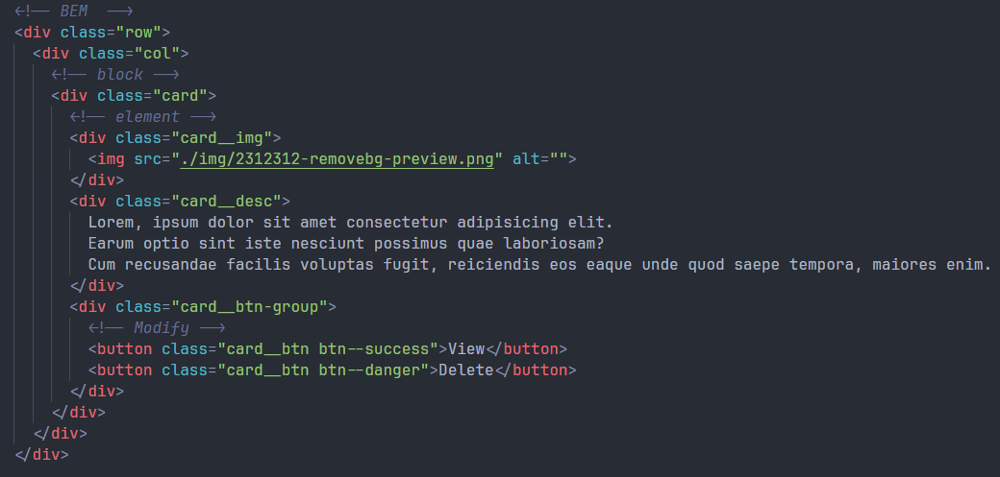 <!-- BEM  -->
<div class="row">
  <div class="col">
    <!-- block -->
    <div class="card">
      <!-- element -->
      <div class="card__img">
        <img src="./img/2312312-removebg-preview.png" alt="">
      </div>
      <div class="card__desc">
        Lorem, ipsum dolor sit amet consectetur adipisicing elit.
        Earum optio sint iste nesciunt possimus quae laboriosam?
        Cum recusandae facilis voluptas fugit, reiciendis eos eaque unde quod saepe tempora, maiores enim.
      </div>
      <div class="card__btn-group">
        <!-- Modify -->
        <button class="card__btn btn--success">View</button>
        <button class="card__btn btn--danger">Delete</button>
      </div>
    </div>
  </div>
</div>